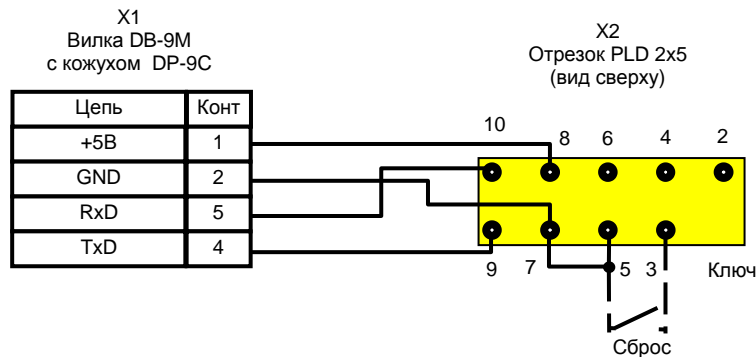 X1
Вилка DB-9M
с кожухом DP-9C
Цепь Конт
+5В 1
GND 2
RxD 5
TxD 4
X2
Отрезок PLD 2x5
(вид сверху)
10 8 6 4 2
9 7 5 3 Ключ
Сброс